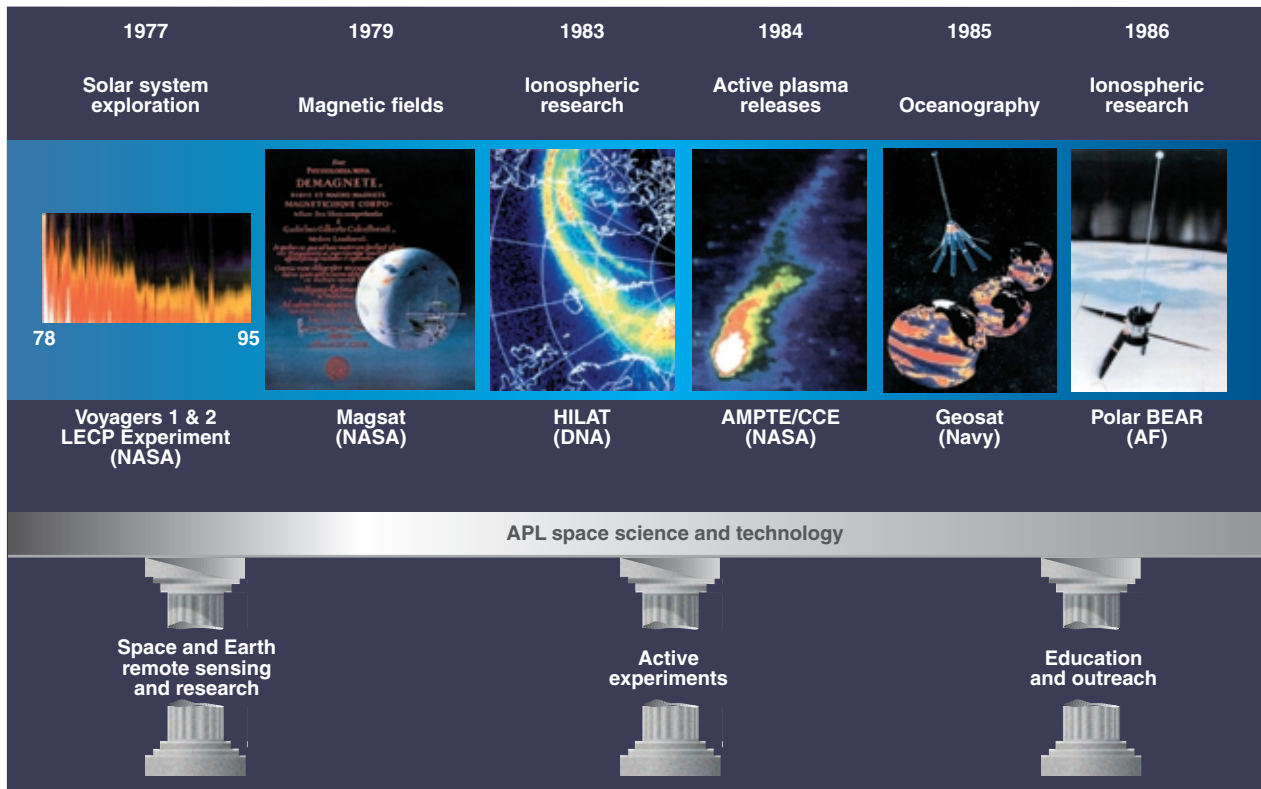 1977
1979
1983
1984
1985
1986
Solar system
exploration
Magnetic fields
Ionospheric
research
Active plasma
releases
Oceanography
Ionospheric
research
DEMAGNETE,
MAGNETICISQVE CORPO-
78
95
Voyagers 1 & 2
LECP Experiment
(NASA)
Magsat
(NASA)
HILAT
(DNA)
AMPTE/CCE
(NASA)
Geosat
(Navy)
Polar BEAR
(AF)
APL space science and technology
Space and Earth
remote sensing
and research
Active
experiments
Education
and outreach